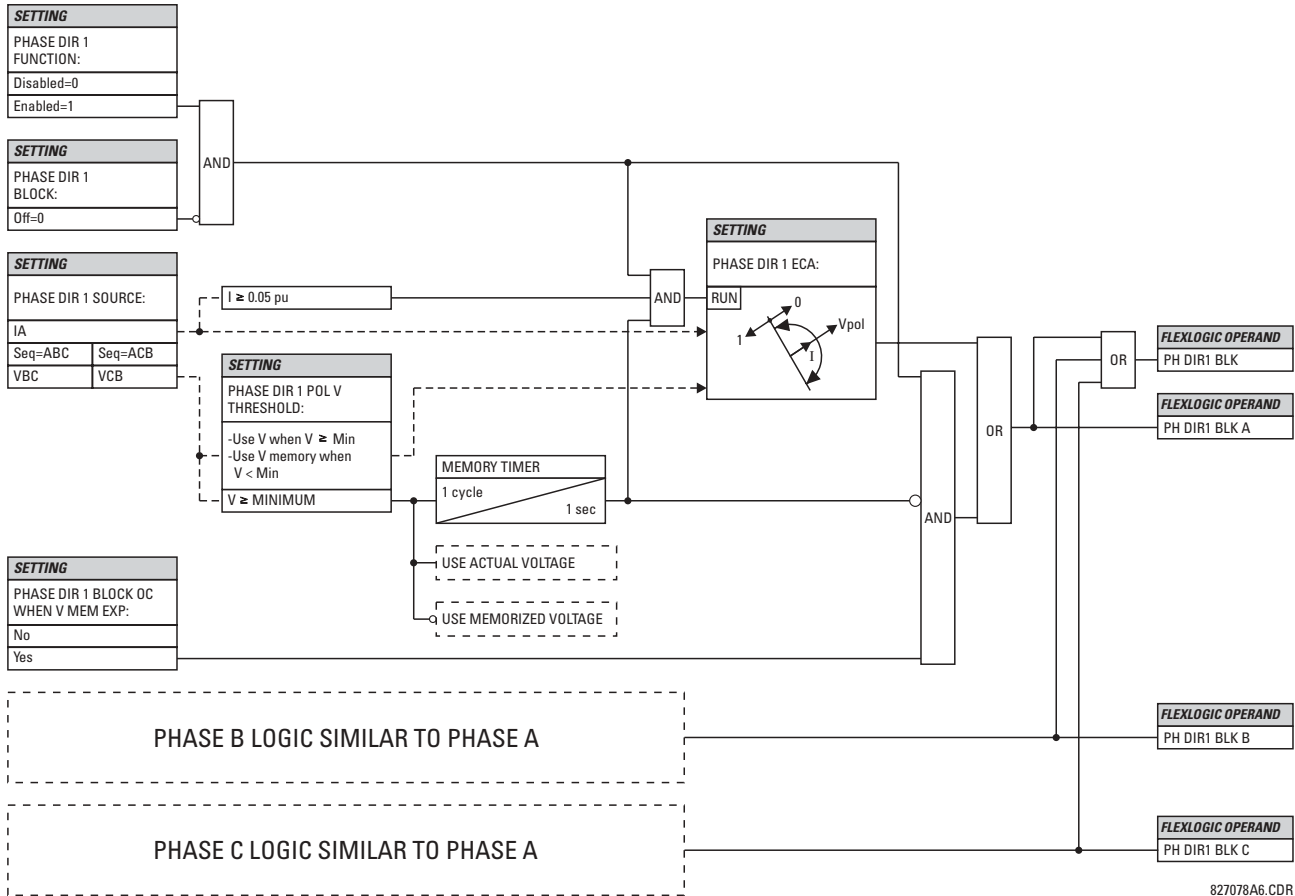 SETTING
PHASE DIR 1
FUNCTION:
Disabled=0
Enabled=1
AND
SETTING
PHASE DIR 1
BLOCK:
Off=0
SETTING
PHASE DIR 1 SOURCE:
IA
Seq=ABC
Seq=ACB
VBC
VCB
I ≥ 0.05 pu
SETTING
PHASE DIR 1 POL V
THRESHOLD:
-Use V when V ≥ Min
-Use V memory when
V < Min
V ≥ MINIMUM
MEMORY TIMER
1 cycle
1 sec
USE ACTUAL VOLTAGE
USE MEMORIZED VOLTAGE
AND
SETTING
PHASE DIR 1 ECA:
RUN
0
1
Vpol
I
AND
OR
OR
FLEXLOGIC OPERAND
PH DIR1 BLK
FLEXLOGIC OPERAND
PH DIR1 BLK A
SETTING
PHASE DIR 1 BLOCK OC
WHEN V MEM EXP:
No
Yes
PHASE B LOGIC SIMILAR TO PHASE A
FLEXLOGIC OPERAND
PH DIR1 BLK B
PHASE C LOGIC SIMILAR TO PHASE A
FLEXLOGIC OPERAND
PH DIR1 BLK C
827078A6.CDR